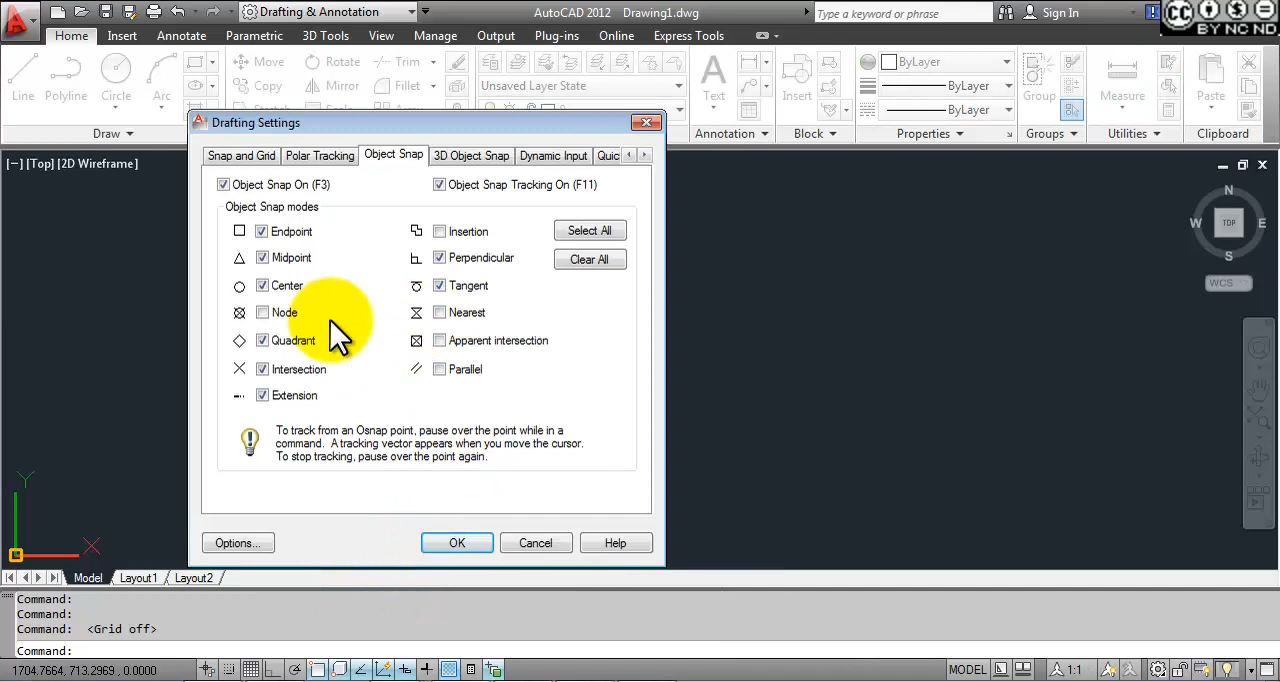 Drafting & Annotation
AutoCAD 2012 Drawing1.dwg
Type a keyword or phrase
Sign In
CC
BY NC ND
Home Insert Annotate Parametric 3D Tools View Manage Output Plug-ins Online Express Tools
Line
Polyline
Circle
Arc
Move
Rotate
Trim
Copy
Mirror
Fillet
Unsaved Layer State
Text
Insert
ByLayer
ByLayer
ByLayer
Group
Measure
Paste
Draw
Annotation
Block
Properties
Groups
Utilities
Clipboard
[−] [Top] [2D Wireframe]
Drafting Settings
Snap and Grid
Polar Tracking
Object Snap
3D Object Snap
Dynamic Input
Quic
Object Snap On (F3)
Object Snap Tracking On (F11)
Object Snap modes
Endpoint
Midpoint
Center
Node
Quadrant
Intersection
Extension
Insertion
Perpendicular
Tangent
Nearest
Apparent intersection
Parallel
Select All
Clear All
To track from an Osnap point, pause over the point while in a
command. A tracking vector appears when you move the cursor.
To stop tracking, pause over the point again.
Options...
OK
Cancel
Help
N
W
TOP
E
S
WCS
Y
X
Model
Layout1
Layout2
Command:
Command:
Command: <Grid off>
Command:
1704.7664, 713.2969 , 0.0000
MODEL
1:1